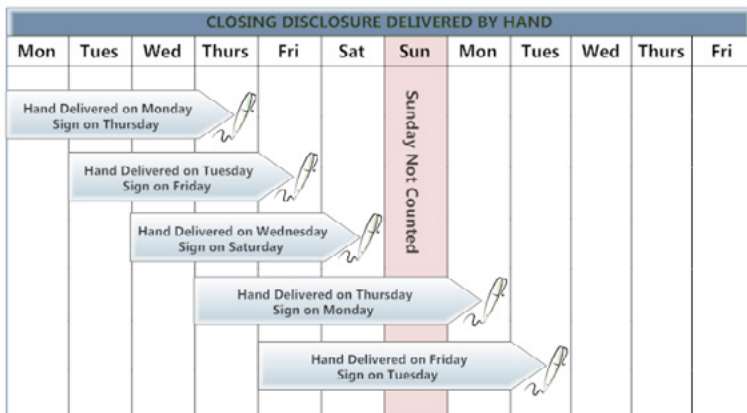 CLOSING DISCLOSURE DELIVERED BY HAND
Mon Tues Wed Thurs Fri Sat Sun Mon Tues Wed Thurs Fri
Hand Delivered on Monday
Sign on Thursday
Hand Delivered on Tuesday
Sign on Friday
Hand Delivered on Wednesday
Sign on Saturday
Sunday Not Counted
Hand Delivered on Thursday
Sign on Monday
Hand Delivered on Friday
Sign on Tuesday